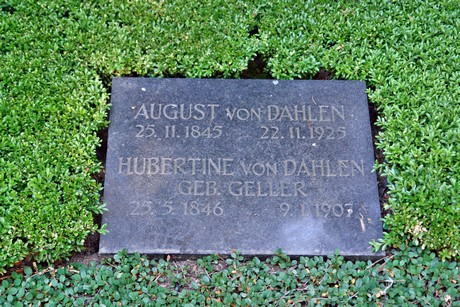 AUGUST VON DAHLEN
25.11.1845 22.11.1925
HUBERTINE VON DAHLEN
GEB. GELLER
25.5.1846 9.1.1903